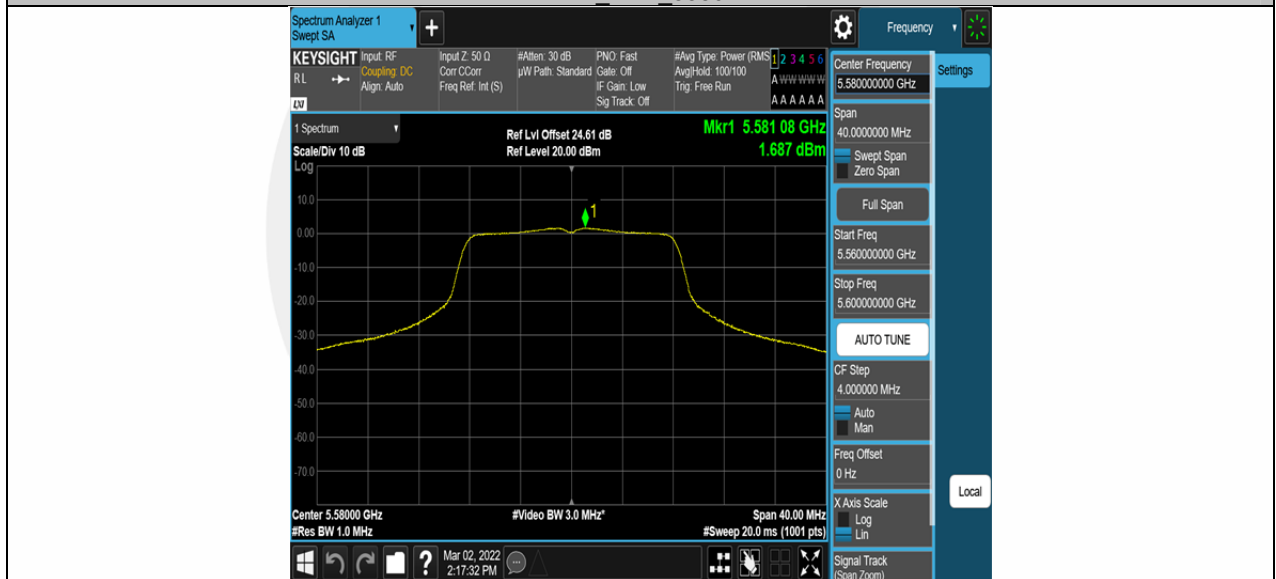 Spectrum Analyzer 1
Swept SA
+
Frequency
KEYSIGHT
RL
LXI
Input: RF
Coupling: DC
Align: Auto
Input Z: 50 Ω
Corr CCorr
Freq Ref: Int (S)
#Atten: 30 dB
µW Path: Standard
PNO: Fast
Gate: Off
IF Gain: Low
Sig Track: Off
#Avg Type: Power (RMS
Avg|Hold: 100/100
Trig: Free Run
1 2 3 4 5 6
A W W W W W
A A A A A A
1 Spectrum
Scale/Div 10 dB
Ref Lvl Offset 24.61 dB
Ref Level 20.00 dBm
Mkr1 5.581 08 GHz
1.687 dBm
Log
10.0
0.00
-10.0
-20.0
-30.0
-40.0
-50.0
-60.0
-70.0
1
Center 5.58000 GHz
#Res BW 1.0 MHz
#Video BW 3.0 MHz*
Span 40.00 MHz
#Sweep 20.0 ms (1001 pts)
Center Frequency
5.580000000 GHz
Span
40.0000000 MHz
Swept Span
Zero Span
Full Span
Start Freq
5.560000000 GHz
Stop Freq
5.600000000 GHz
AUTO TUNE
CF Step
4.000000 MHz
Auto
Man
Freq Offset
0 Hz
X Axis Scale
Log
Lin
Signal Track
(Span Zoom)
Settings
Local
?
Mar 02, 2022
2:17:32 PM